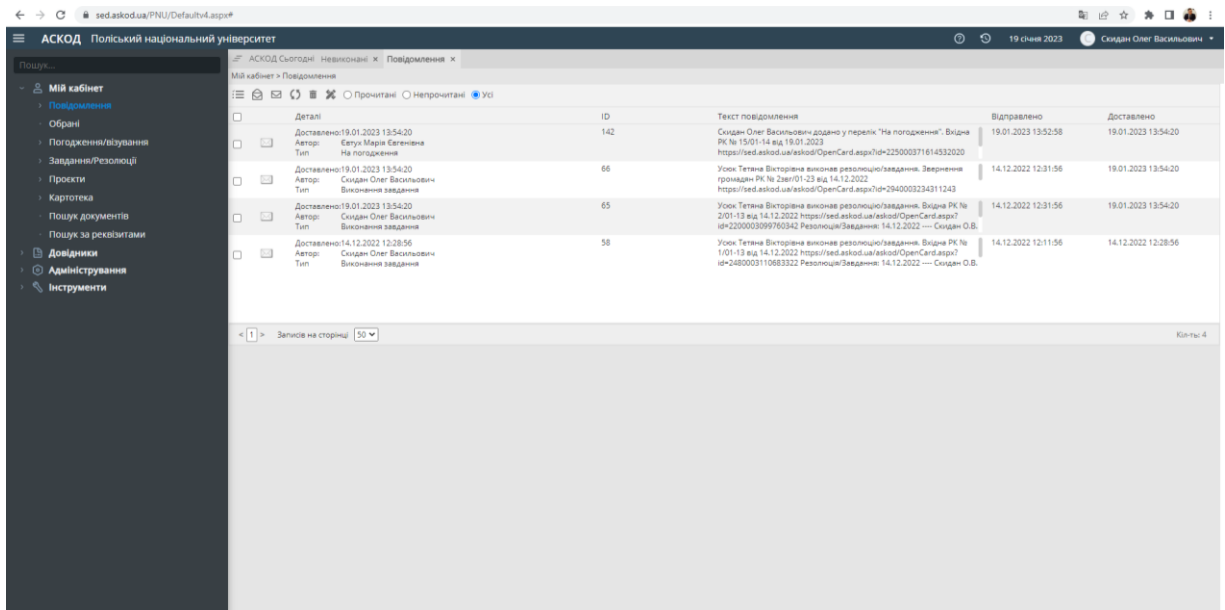 sed.askod.ua/PNU/Defaultv4.aspx#
АСКОД Поліський національний університет
19 січня 2023 Скидан Олег Васильович
Пошук...
Мій кабінет
Повідомлення
Обрані
Погодження/візування
Завдання/Резолюції
Проєкти
Картотека
Пошук документів
Пошук за реквізитами
Довідники
Адміністрування
Інструменти
АСКОД Сьогодні Невиконані × Повідомлення ×
Мій кабінет > Повідомлення
Прочитані Непрочитані Усі
Деталі ID Текст повідомлення Відправлено Доставлено
Доставлено:19.01.2023 13:54:20 142 Скидан Олег Васильович додано у перелік "На погодження". Вхідна 19.01.2023 13:52:58 19.01.2023 13:54:20
Автор: Євтух Марія Євгенівна РК № 15/01-14 від 19.01.2023
Тип На погодження https://sed.askod.ua/askod/OpenCard.aspx?id=225000371614532020
Доставлено:19.01.2023 13:54:20 66 Усюк Тетяна Вікторівна виконав резолюцію/завдання. Звернення 14.12.2022 12:31:56 19.01.2023 13:54:20
Автор: Скидан Олег Васильович громадян РК № 2звг/01-23 від 14.12.2022
Тип Виконання завдання https://sed.askod.ua/askod/OpenCard.aspx?id=2940003234311243
Доставлено:19.01.2023 13:54:20 65 Усюк Тетяна Вікторівна виконав резолюцію/завдання. Вхідна РК № 14.12.2022 12:31:56 19.01.2023 13:54:20
Автор: Скидан Олег Васильович 2/01-13 від 14.12.2022 https://sed.askod.ua/askod/OpenCard.aspx?
Тип Виконання завдання id=2200003099760342 Резолюція/Завдання: 14.12.2022 ---- Скидан О.В.
Доставлено:14.12.2022 12:28:56 58 Усюк Тетяна Вікторівна виконав резолюцію/завдання. Вхідна РК № 14.12.2022 12:11:56 14.12.2022 12:28:56
Автор: Скидан Олег Васильович 1/01-13 від 14.12.2022 https://sed.askod.ua/askod/OpenCard.aspx?
Тип Виконання завдання id=2480003110683322 Резолюція/Завдання: 14.12.2022 ---- Скидан О.В.
< 1 > Записів на сторінці 50 Кіл-ть: 4